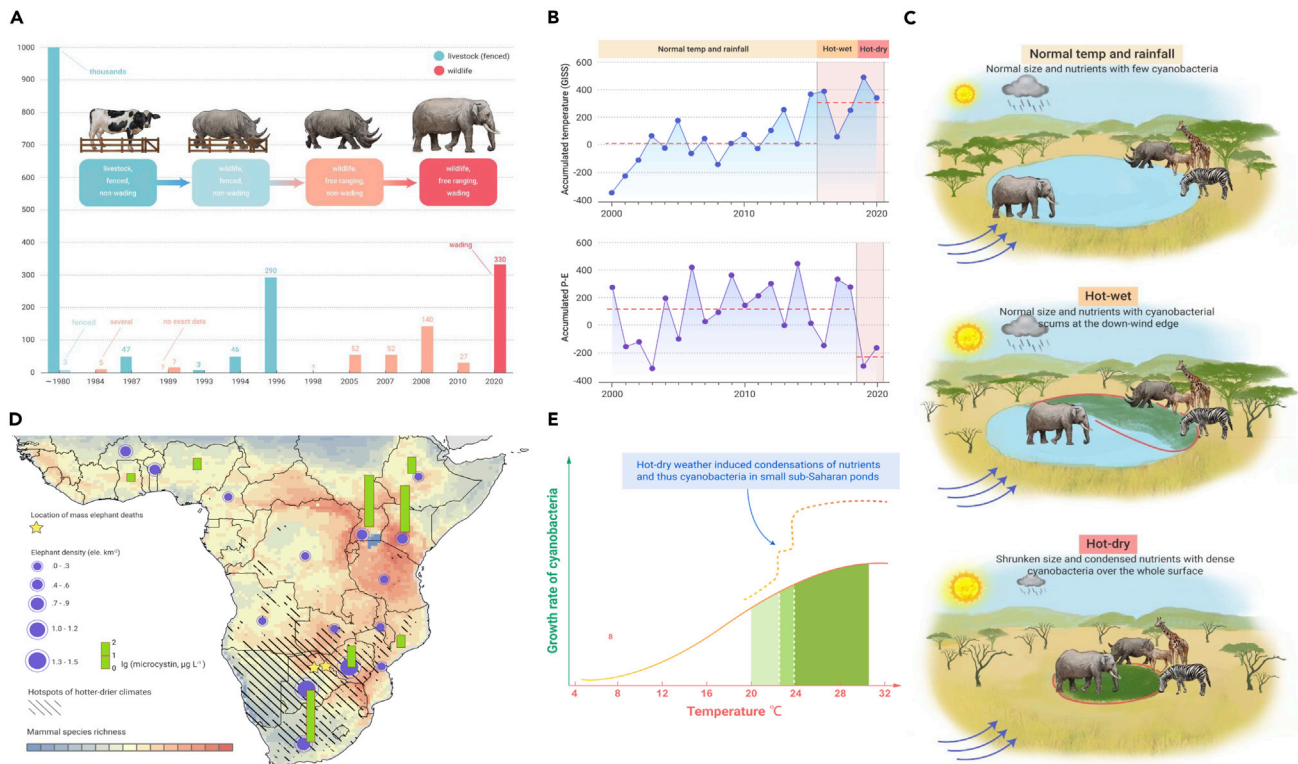 A
1000
900
800
700
600
500
400
300
200
100
0
livestock (fenced)
wildlife
thousands
livestock,
fenced,
non-wading
wildlife,
fenced,
non-wading
wildlife,
free ranging,
non-wading
wildlife,
free ranging,
wading
fenced
several
no exact data
wading
3
5
47
?
7
3
46
290
?
52
52
140
27
330
~1980
1984
1987
1989
1993
1994
1996
1998
2005
2007
2008
2010
2020
B
Normal temp and rainfall
Hot-wet
Hot-dry
Accumulated temperature (GISS)
600
400
200
0
-200
-400
2000
2010
2020
Accumulated P-E
600
400
200
0
-200
-400
2000
2010
2020
C
Normal temp and rainfall
Normal size and nutrients with few cyanobacteria
Hot-wet
Normal size and nutrients with cyanobacterial
scums at the down-wind edge
Hot-dry
Shrunken size and condensed nutrients with dense
cyanobacteria over the whole surface
D
Location of mass elephant deaths
Elephant density (ele. km⁻²)
.0 - .3
.4 - .6
.7 - .9
1.0 - 1.2
1.3 - 1.5
2
1
0
lg (microcystin, µg L⁻¹)
Hotspots of hotter-drier climates
Mammal species richness
E
Growth rate of cyanobacteria
Hot-dry weather induced condensations of nutrients
and thus cyanobacteria in small sub-Saharan ponds
8
4
8
12
16
20
24
28
32
Temperature ℃